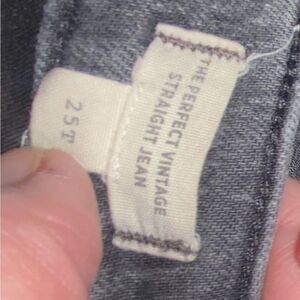 THE PERFECT VINTAGE
STRAIGHT JEAN
25T